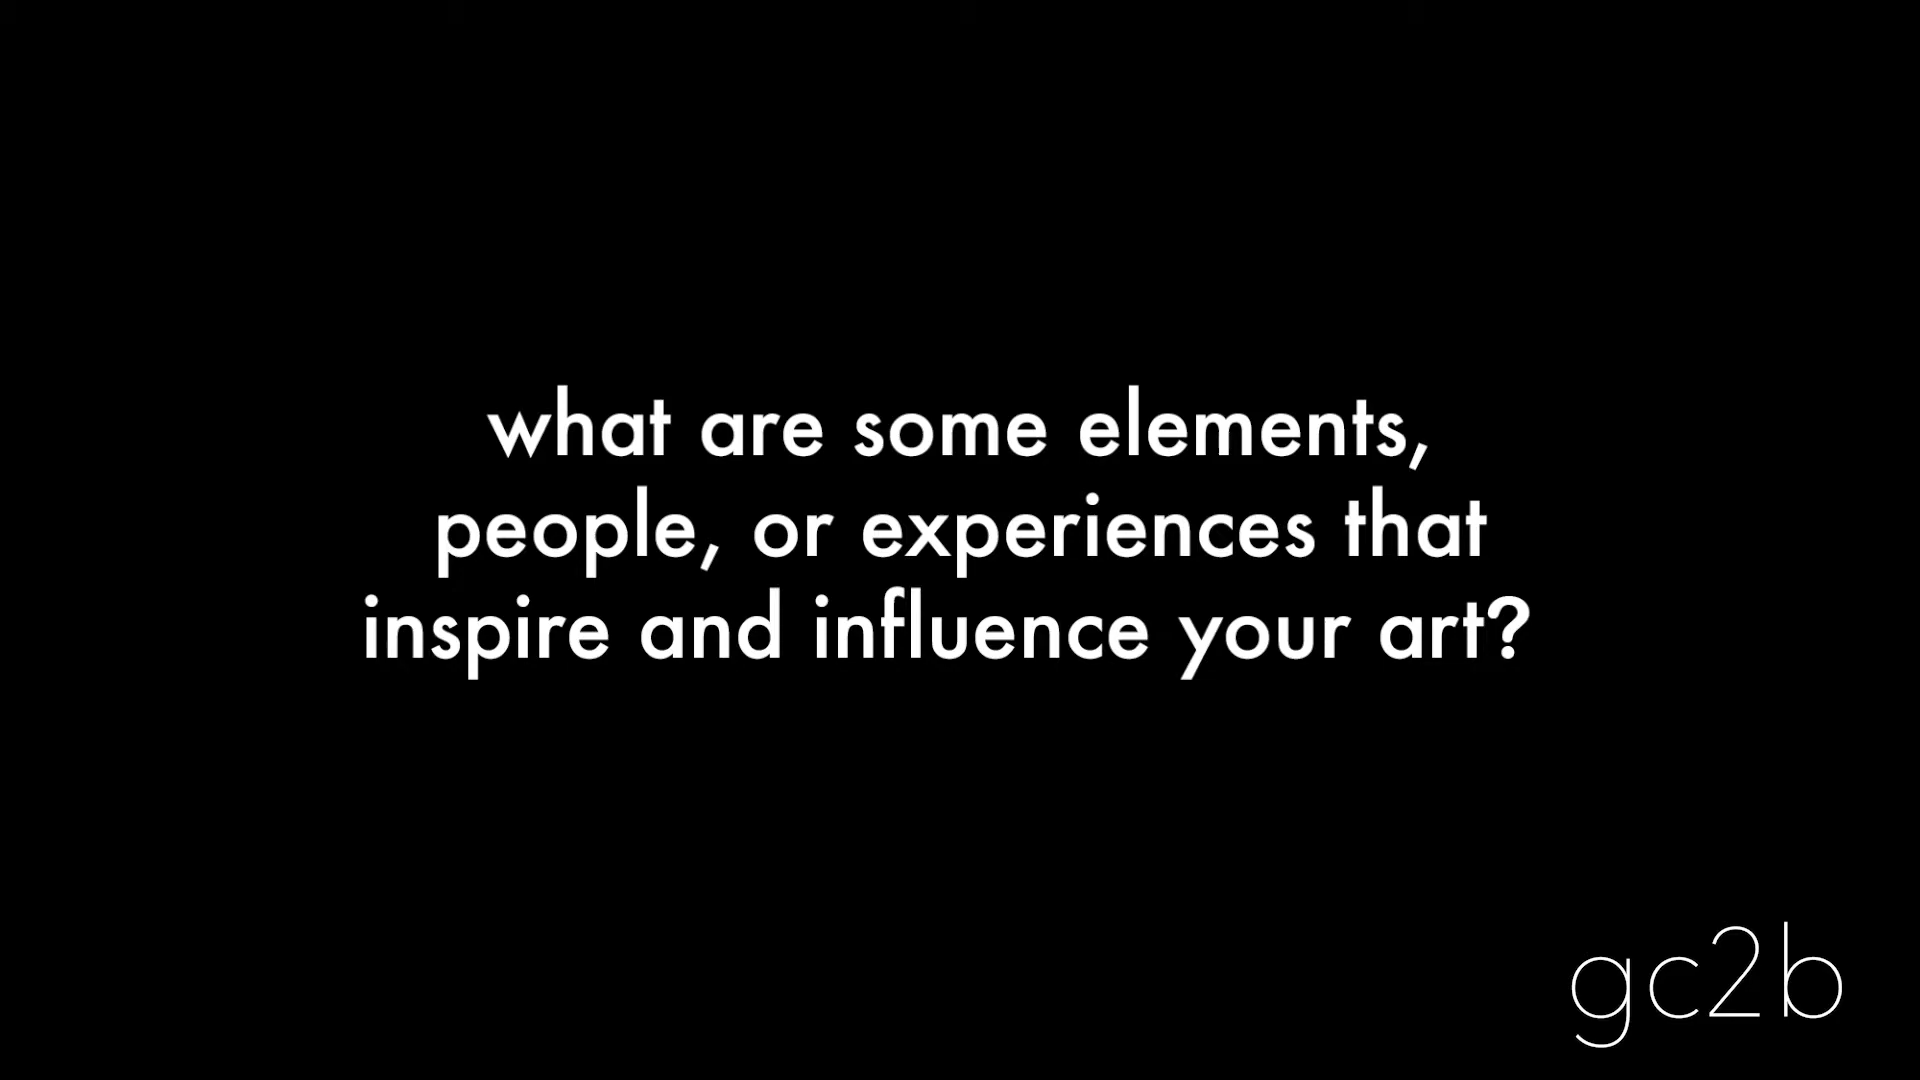 what are some elements,
people, or experiences that
inspire and influence your art?
gc2b